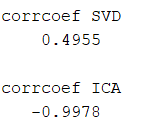 corrcoef SVD
0.4955
corrcoef ICA
-0.9978